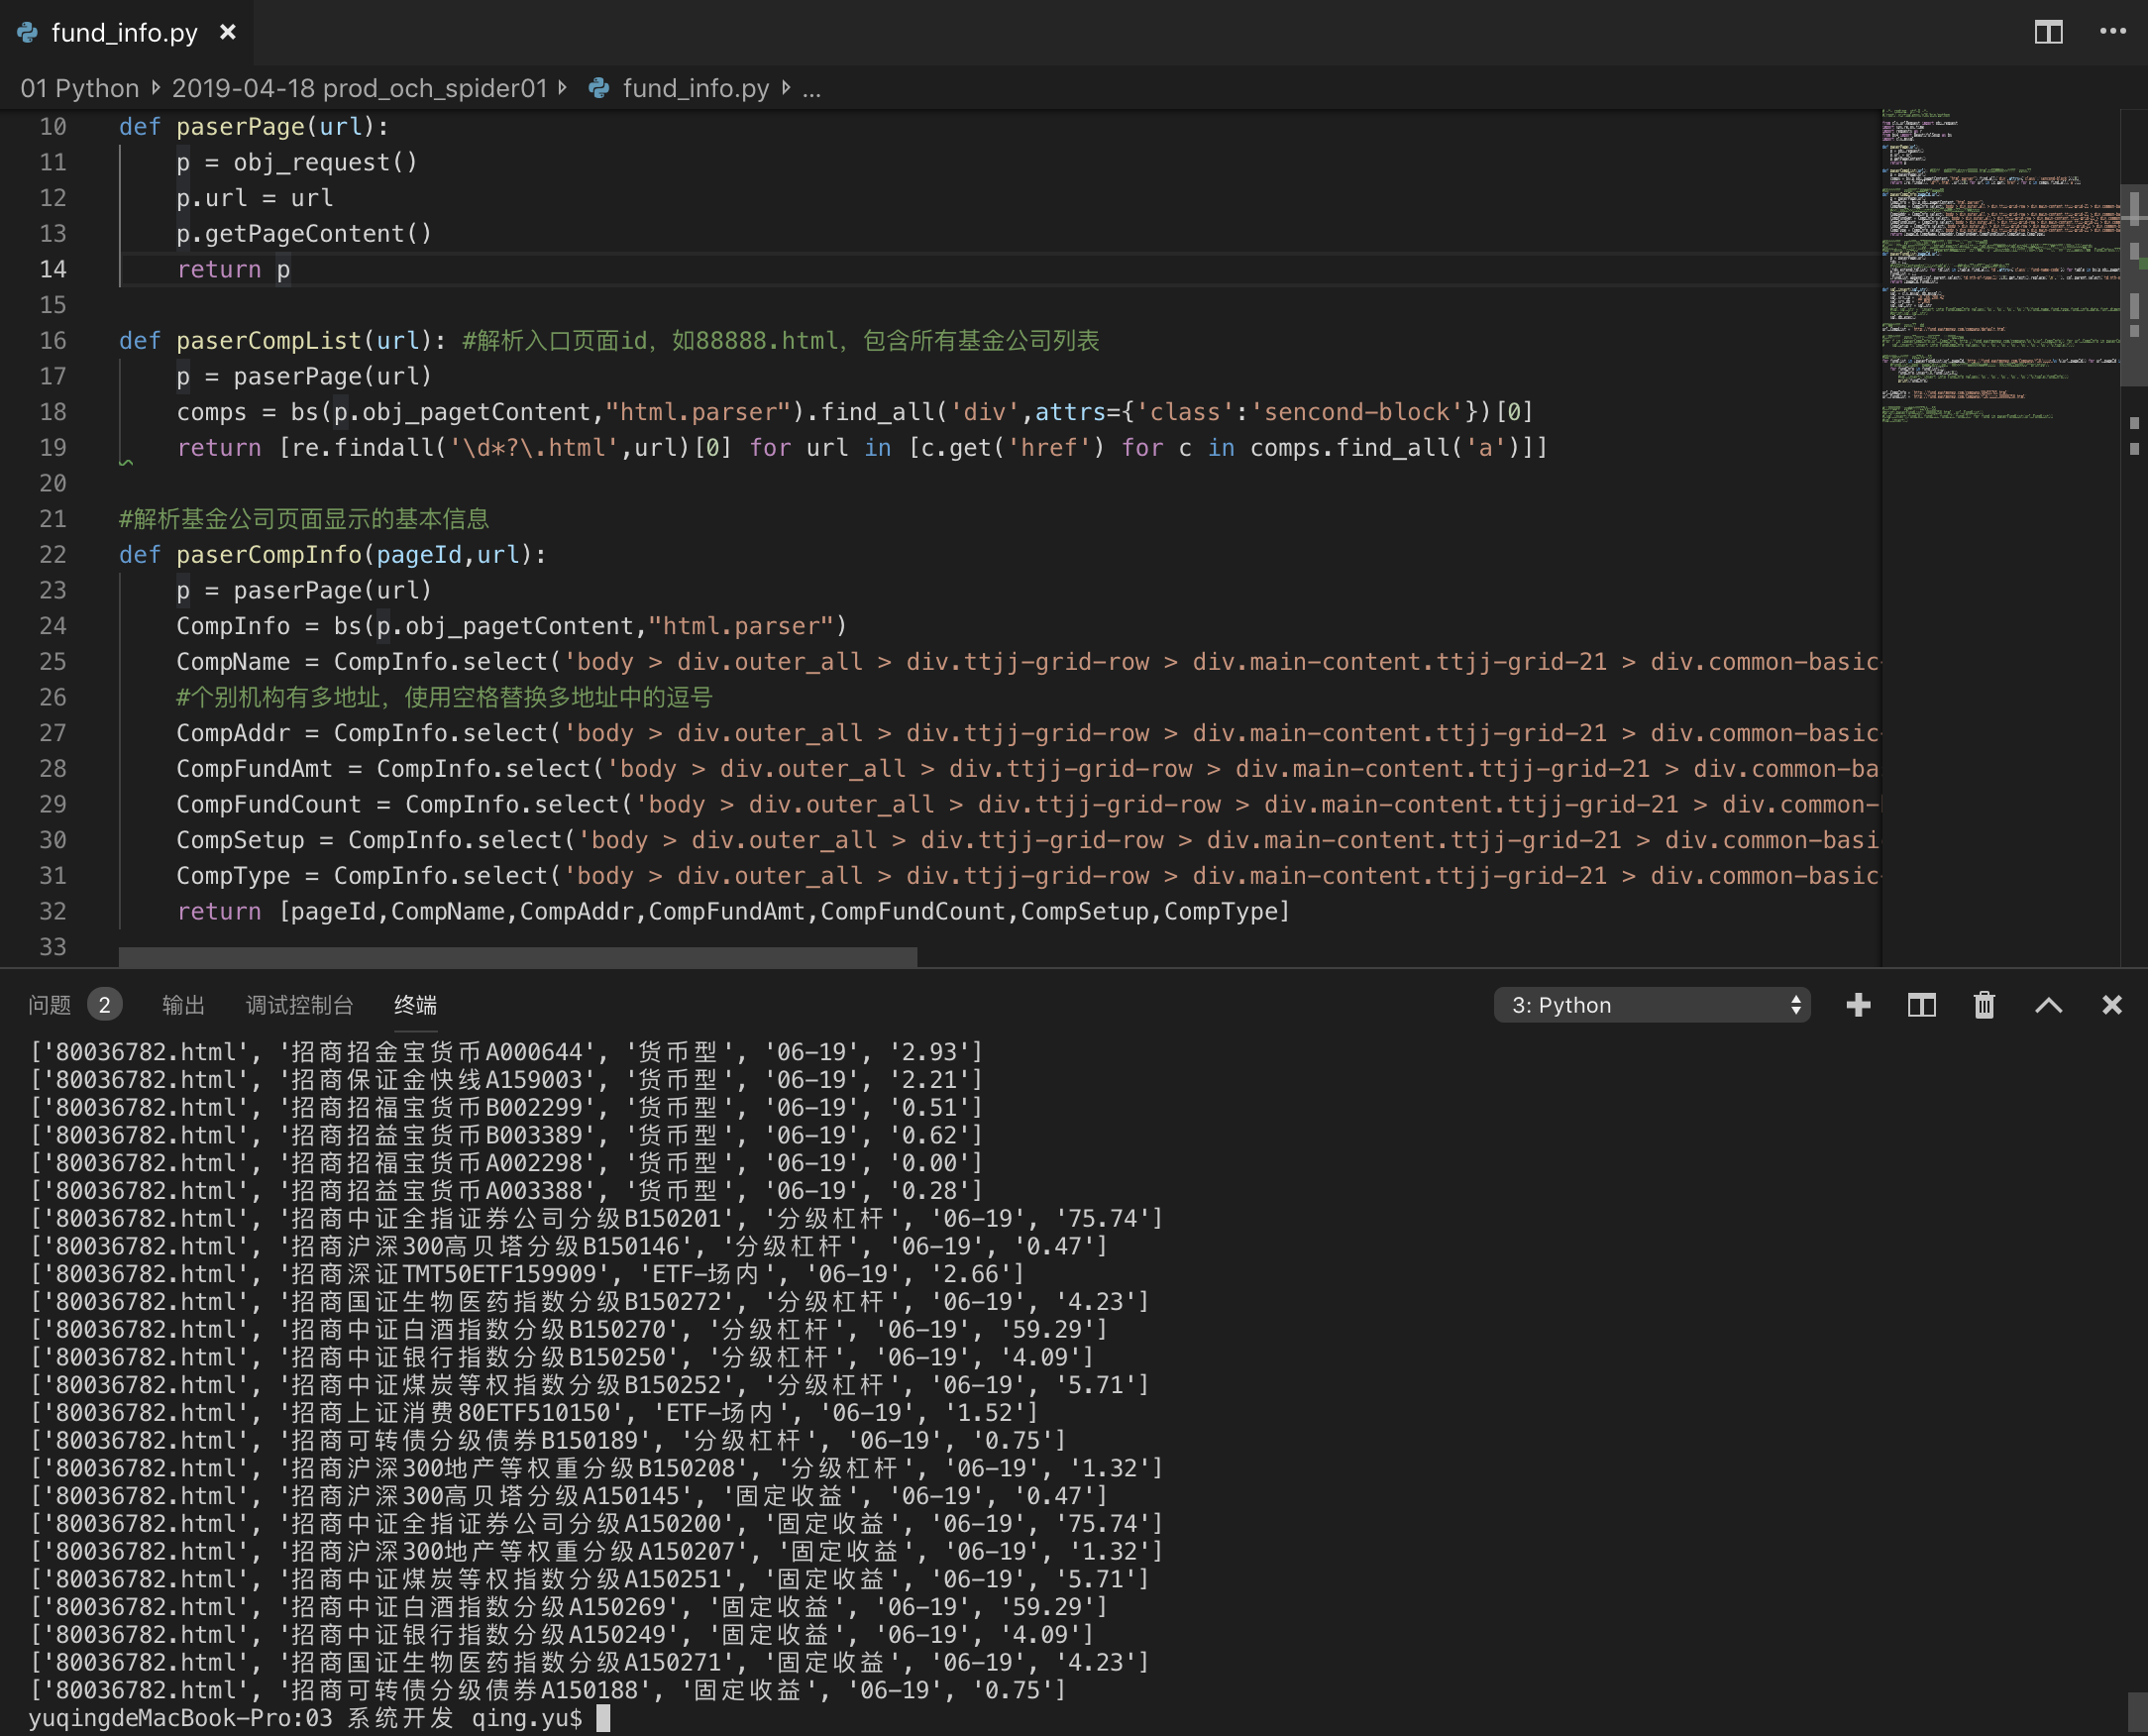 fund_info.py
01 Python 2019-04-18 prod_och_spider01 fund_info.py ...
10 def paserPage(url):
11 p = obj_request()
12 p.url = url
13 p.getPageContent()
14 return p
15
16 def paserCompList(url): #解析入口页面id，如88888.html，包含所有基金公司列表
17 p = paserPage(url)
18 comps = bs(p.obj_pagetContent,"html.parser").find_all('div',attrs={'class':'sencond-block'})[0]
19 return [re.findall('\d*?\.html',url)[0] for url in [c.get('href') for c in comps.find_all('a')]]
20
21 #解析基金公司页面显示的基本信息
22 def paserCompInfo(pageId,url):
23 p = paserPage(url)
24 CompInfo = bs(p.obj_pagetContent,"html.parser")
25 CompName = CompInfo.select('body > div.outer_all > div.ttjj-grid-row > div.main-content.ttjj-grid-21 > div.common-basic-
26 #个别机构有多地址，使用空格替换多地址中的逗号
27 CompAddr = CompInfo.select('body > div.outer_all > div.ttjj-grid-row > div.main-content.ttjj-grid-21 > div.common-basic-
28 CompFundAmt = CompInfo.select('body > div.outer_all > div.ttjj-grid-row > div.main-content.ttjj-grid-21 > div.common-ba
29 CompFundCount = CompInfo.select('body > div.outer_all > div.ttjj-grid-row > div.main-content.ttjj-grid-21 > div.common-
30 CompSetup = CompInfo.select('body > div.outer_all > div.ttjj-grid-row > div.main-content.ttjj-grid-21 > div.common-basi
31 CompType = CompInfo.select('body > div.outer_all > div.ttjj-grid-row > div.main-content.ttjj-grid-21 > div.common-basic-
32 return [pageId,CompName,CompAddr,CompFundAmt,CompFundCount,CompSetup,CompType]
33
问题 2 输出 调试控制台 终端 3: Python
['80036782.html', '招商招金宝货币A000644', '货币型', '06-19', '2.93']
['80036782.html', '招商保证金快线A159003', '货币型', '06-19', '2.21']
['80036782.html', '招商招福宝货币B002299', '货币型', '06-19', '0.51']
['80036782.html', '招商招益宝货币B003389', '货币型', '06-19', '0.62']
['80036782.html', '招商招福宝货币A002298', '货币型', '06-19', '0.00']
['80036782.html', '招商招益宝货币A003388', '货币型', '06-19', '0.28']
['80036782.html', '招商中证全指证券公司分级B150201', '分级杠杆', '06-19', '75.74']
['80036782.html', '招商沪深300高贝塔分级B150146', '分级杠杆', '06-19', '0.47']
['80036782.html', '招商深证TMT50ETF159909', 'ETF-场内', '06-19', '2.66']
['80036782.html', '招商国证生物医药指数分级B150272', '分级杠杆', '06-19', '4.23']
['80036782.html', '招商中证白酒指数分级B150270', '分级杠杆', '06-19', '59.29']
['80036782.html', '招商中证银行指数分级B150250', '分级杠杆', '06-19', '4.09']
['80036782.html', '招商中证煤炭等权指数分级B150252', '分级杠杆', '06-19', '5.71']
['80036782.html', '招商上证消费80ETF510150', 'ETF-场内', '06-19', '1.52']
['80036782.html', '招商可转债分级债券B150189', '分级杠杆', '06-19', '0.75']
['80036782.html', '招商沪深300地产等权重分级B150208', '分级杠杆', '06-19', '1.32']
['80036782.html', '招商沪深300高贝塔分级A150145', '固定收益', '06-19', '0.47']
['80036782.html', '招商中证全指证券公司分级A150200', '固定收益', '06-19', '75.74']
['80036782.html', '招商沪深300地产等权重分级A150207', '固定收益', '06-19', '1.32']
['80036782.html', '招商中证煤炭等权指数分级A150251', '固定收益', '06-19', '5.71']
['80036782.html', '招商中证白酒指数分级A150269', '固定收益', '06-19', '59.29']
['80036782.html', '招商中证银行指数分级A150249', '固定收益', '06-19', '4.09']
['80036782.html', '招商国证生物医药指数分级A150271', '固定收益', '06-19', '4.23']
['80036782.html', '招商可转债分级债券A150188', '固定收益', '06-19', '0.75']
yuqingdeMacBook-Pro:03 系统开发 qing.yu$